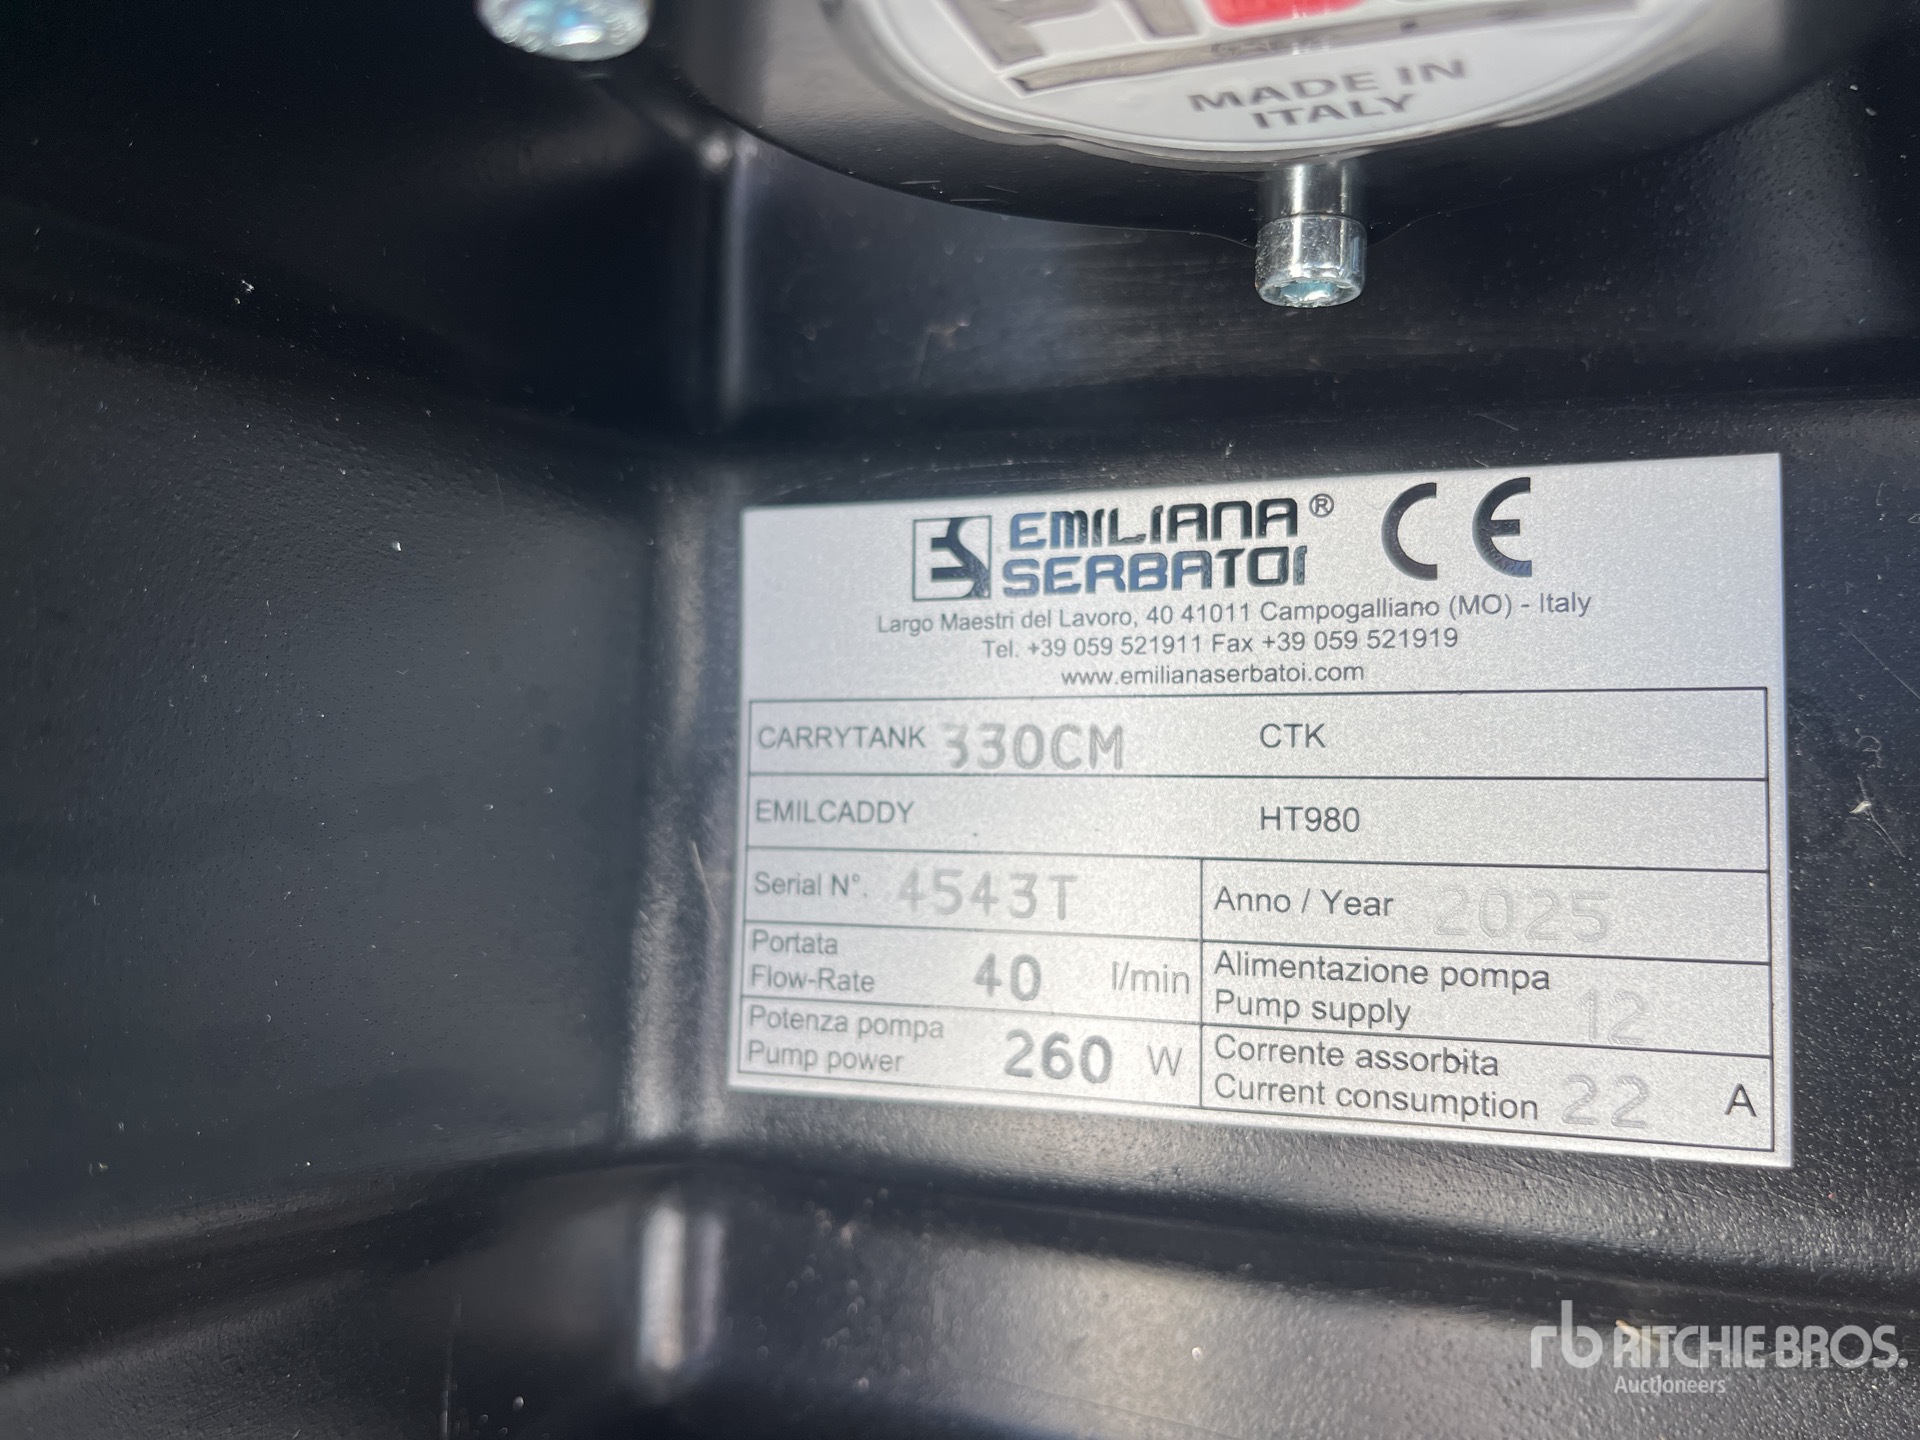 MADE IN
ITALY
ES EMILIANA ® CE
SERBATOI
Largo Maestri del Lavoro, 40 41011 Campogalliano (MO) - Italy
Tel. +39 059 521911 Fax +39 059 521919
www.emilianaserbatoi.com
CARRYTANK 330CM CTK
EMILCADDY HT980
Serial N°. 4543T Anno / Year 2025
Portata
Flow-Rate 40 l/min
Alimentazione pompa
Pump supply 12
Potenza pompa
Pump power 260 W
Corrente assorbita
Current consumption 22 A
rb RITCHIE BROS.
Auctioneers